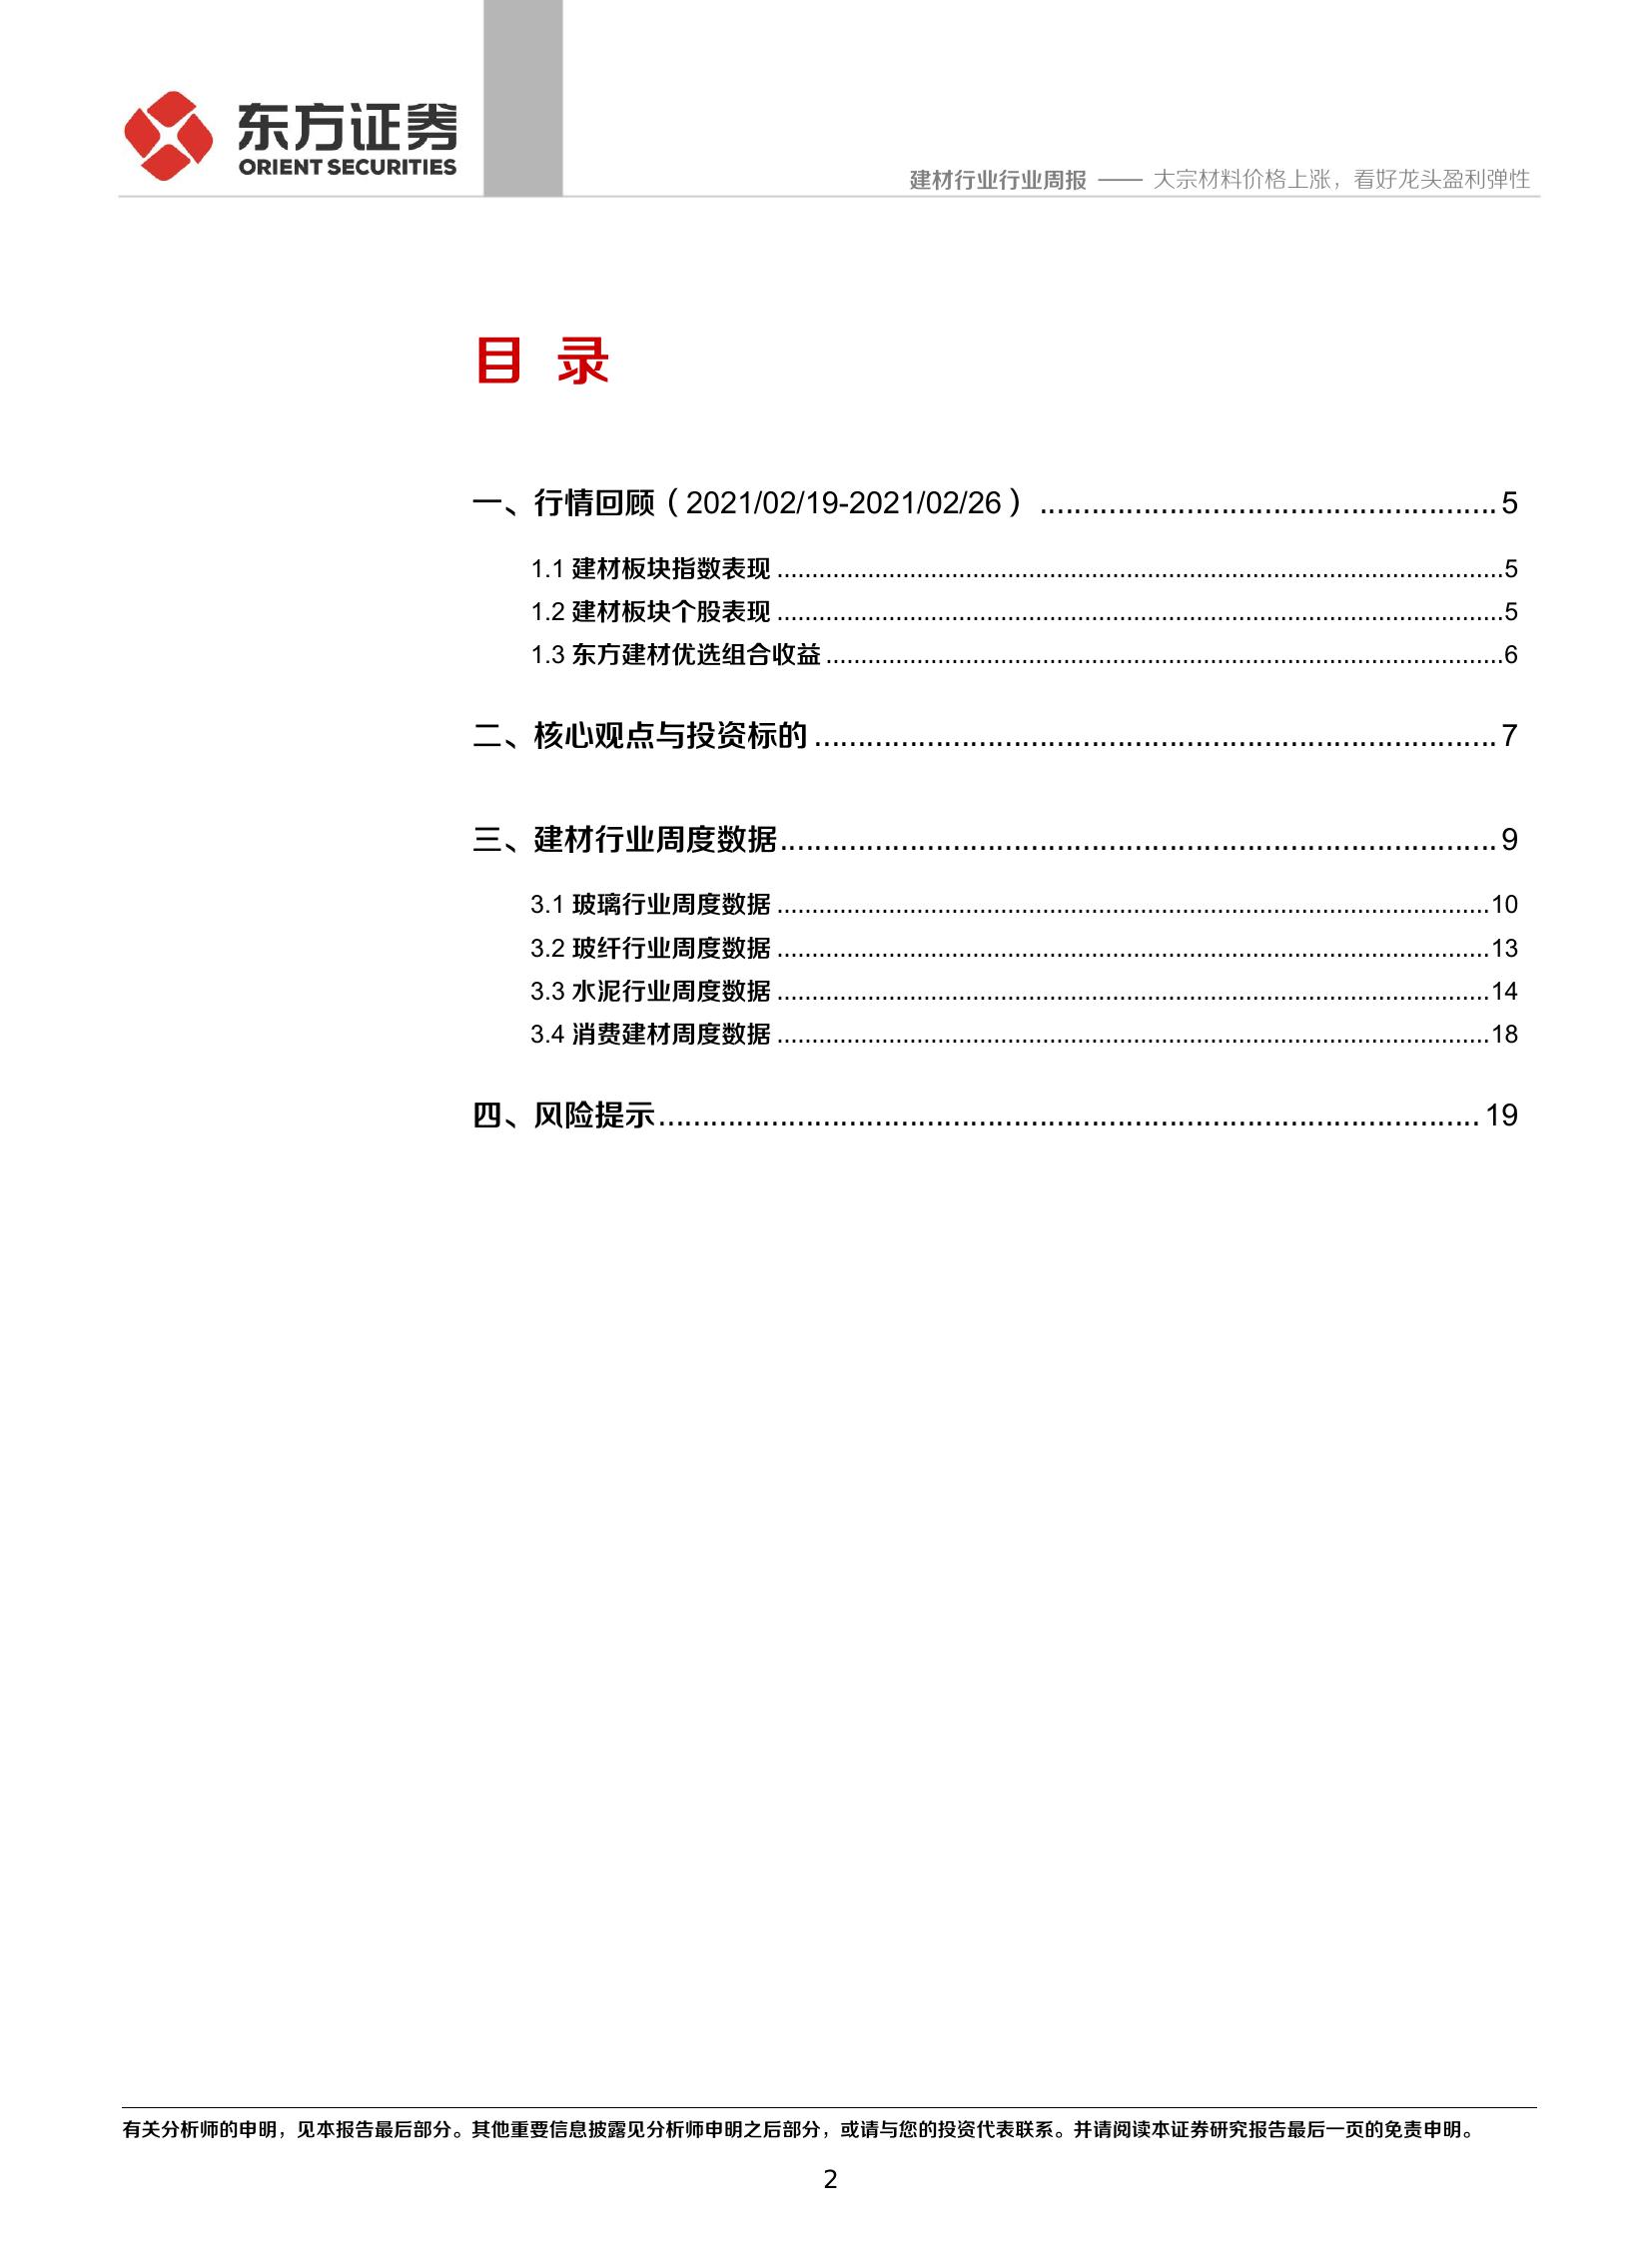 东方证券
ORIENT SECURITIES
建材行业行业周报 —— 大宗材料价格上涨，看好龙头盈利弹性
目 录
一、行情回顾（2021/02/19-2021/02/26）.....................................................5
1.1 建材板块指数表现 ........................................................................................................5
1.2 建材板块个股表现 ........................................................................................................5
1.3 东方建材优选组合收益 .................................................................................................6
二、核心观点与投资标的 ...............................................................................7
三、建材行业周度数据...................................................................................9
3.1 玻璃行业周度数据 ......................................................................................................10
3.2 玻纤行业周度数据 ......................................................................................................13
3.3 水泥行业周度数据 ......................................................................................................14
3.4 消费建材周度数据 ......................................................................................................18
四、风险提示...............................................................................................19
有关分析师的申明，见本报告最后部分。其他重要信息披露见分析师申明之后部分，或请与您的投资代表联系。并请阅读本证券研究报告最后一页的免责申明。
2